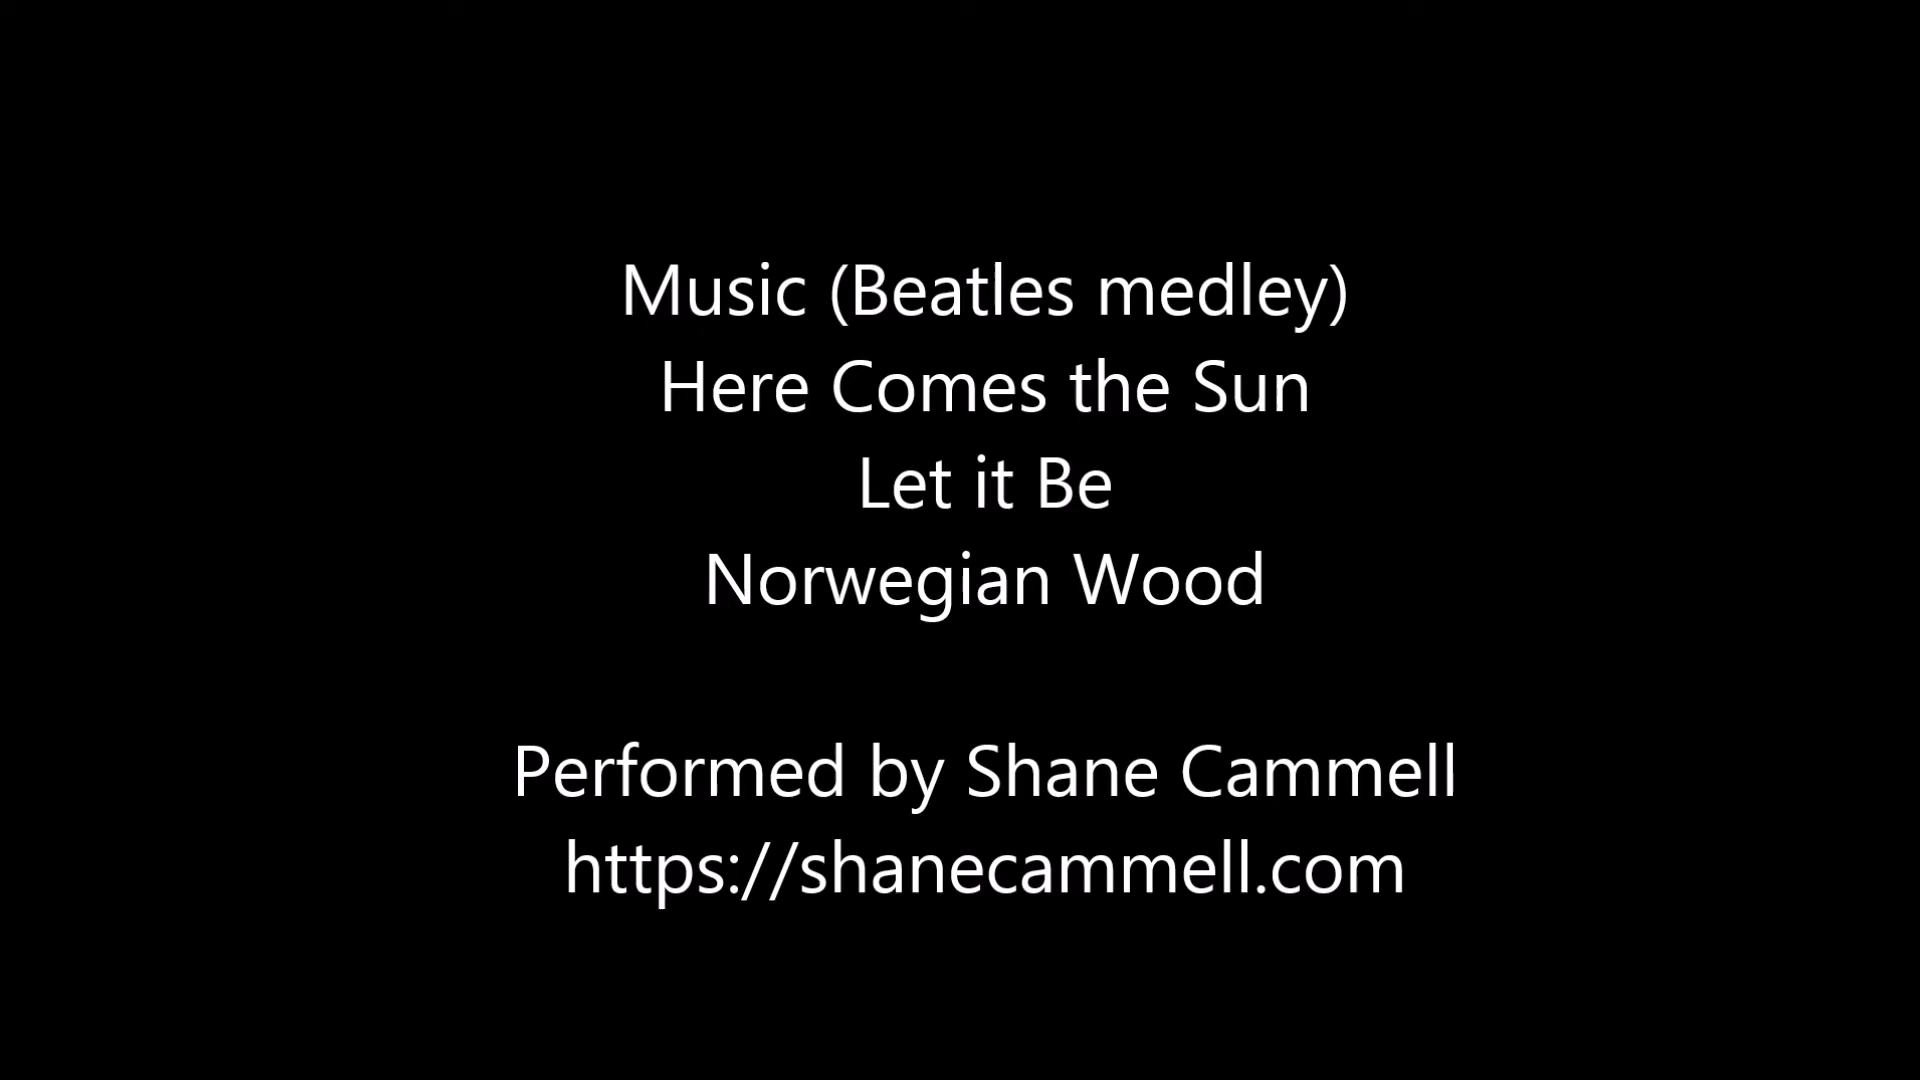 Music (Beatles medley)
Here Comes the Sun
Let it Be
Norwegian Wood
Performed by Shane Cammell
https://shanecammell.com